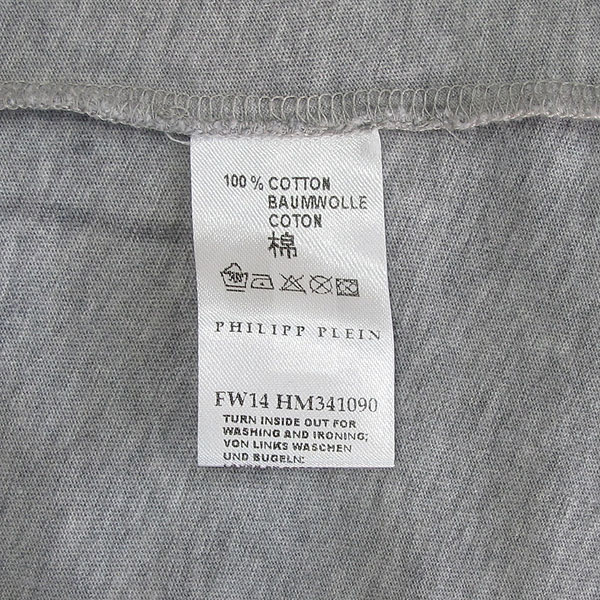 100 % COTTON
BAUMWOLLE
COTON
棉
PHILIPP PLEIN
FW14 HM341090
TURN INSIDE OUT FOR
WASHING AND IRONING;
VON LINKS WASCHEN
UND BUGELN: